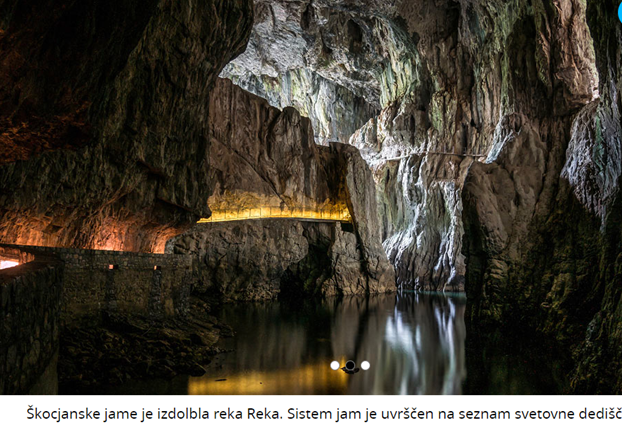 Škocjanske jame je izdolbla reka Reka. Sistem jam je uvrščen na seznam svetovne dedišč